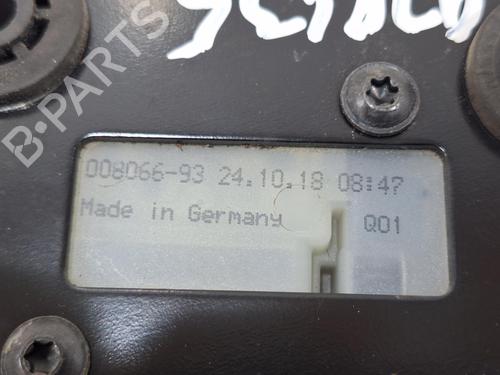 B-PARTS
008066-93 24.10.18 08:47
Made in Germany
Q01